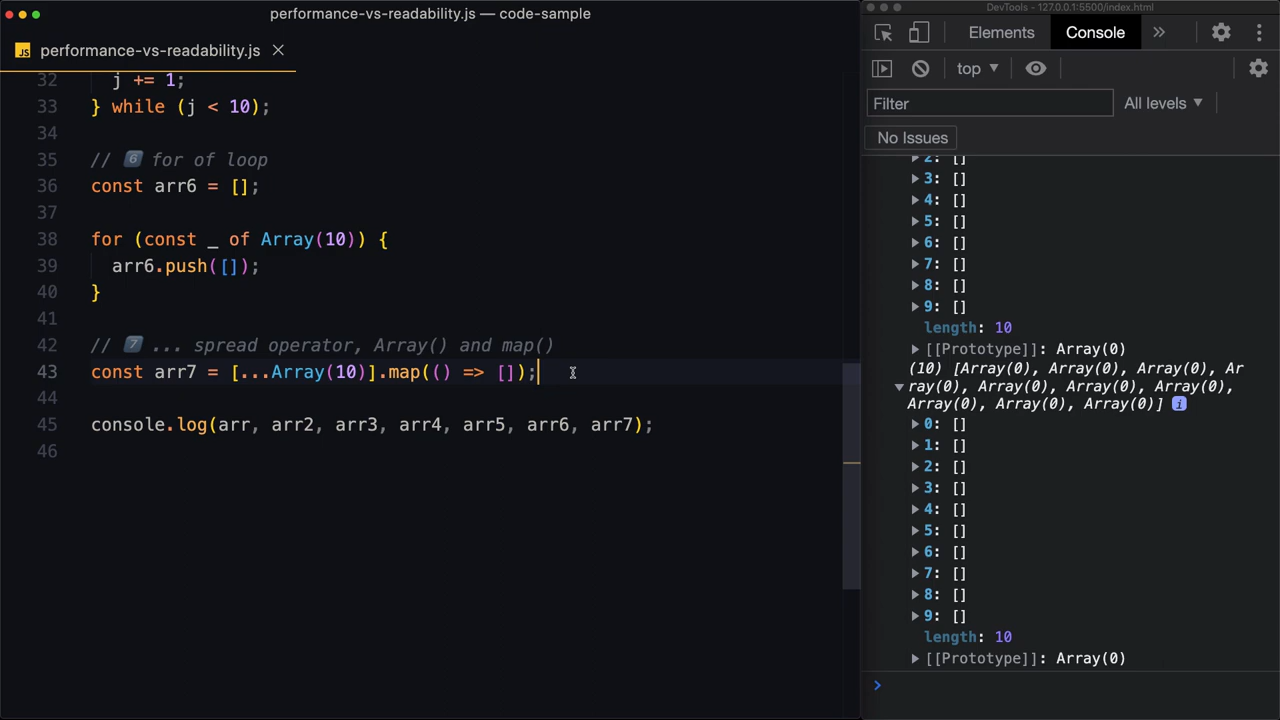 performance-vs-readability.js — code-sample
JS performance-vs-readability.js
32 j += 1;
33 } while (j < 10);
34
35 // 6 for of loop
36 const arr6 = [];
37
38 for (const _ of Array(10)) {
39 arr6.push([]);
40 }
41
42 // 7 ... spread operator, Array() and map()
43 const arr7 = [...Array(10)].map(() => []);
44
45 console.log(arr, arr2, arr3, arr4, arr5, arr6, arr7);
46
DevTools - 127.0.0.1:5500/index.html
Elements Console »
top
Filter All levels
No Issues
2: []
3: []
4: []
5: []
6: []
7: []
8: []
9: []
length: 10
[[Prototype]]: Array(0)
(10) [Array(0), Array(0), Array(0), Ar
ray(0), Array(0), Array(0), Array(0),
Array(0), Array(0), Array(0)] i
0: []
1: []
2: []
3: []
4: []
5: []
6: []
7: []
8: []
9: []
length: 10
[[Prototype]]: Array(0)
>